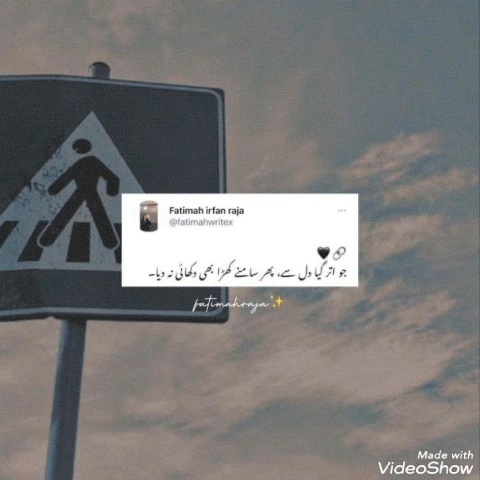 Fatimah irfan raja
@fatimahwritex
🖤🔗
جو اتر گیا دل سے، پھر سامنے کھڑا بھی دکھائی نہ دیا۔
fatimahraja✨
Made with
VideoShow